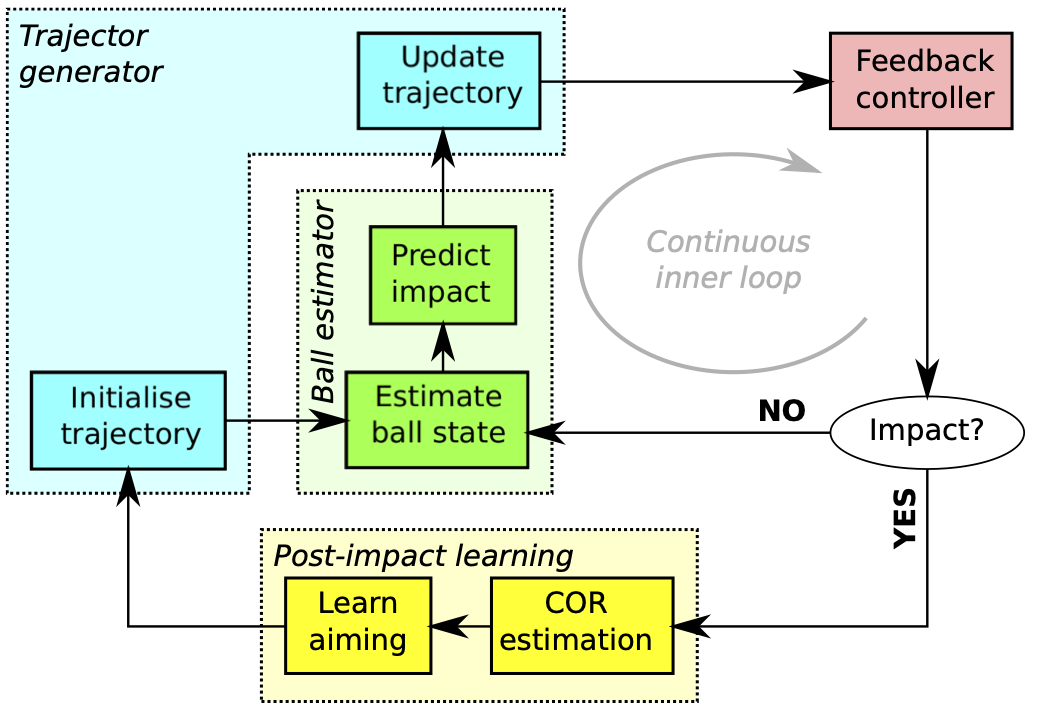 Trajector
generator
Update
trajectory
Feedback
controller
Continuous
inner loop
Ball estimator
Predict
impact
Initialise
trajectory
Estimate
ball state
NO
Impact?
YES
Post-impact learning
Learn
aiming
COR
estimation